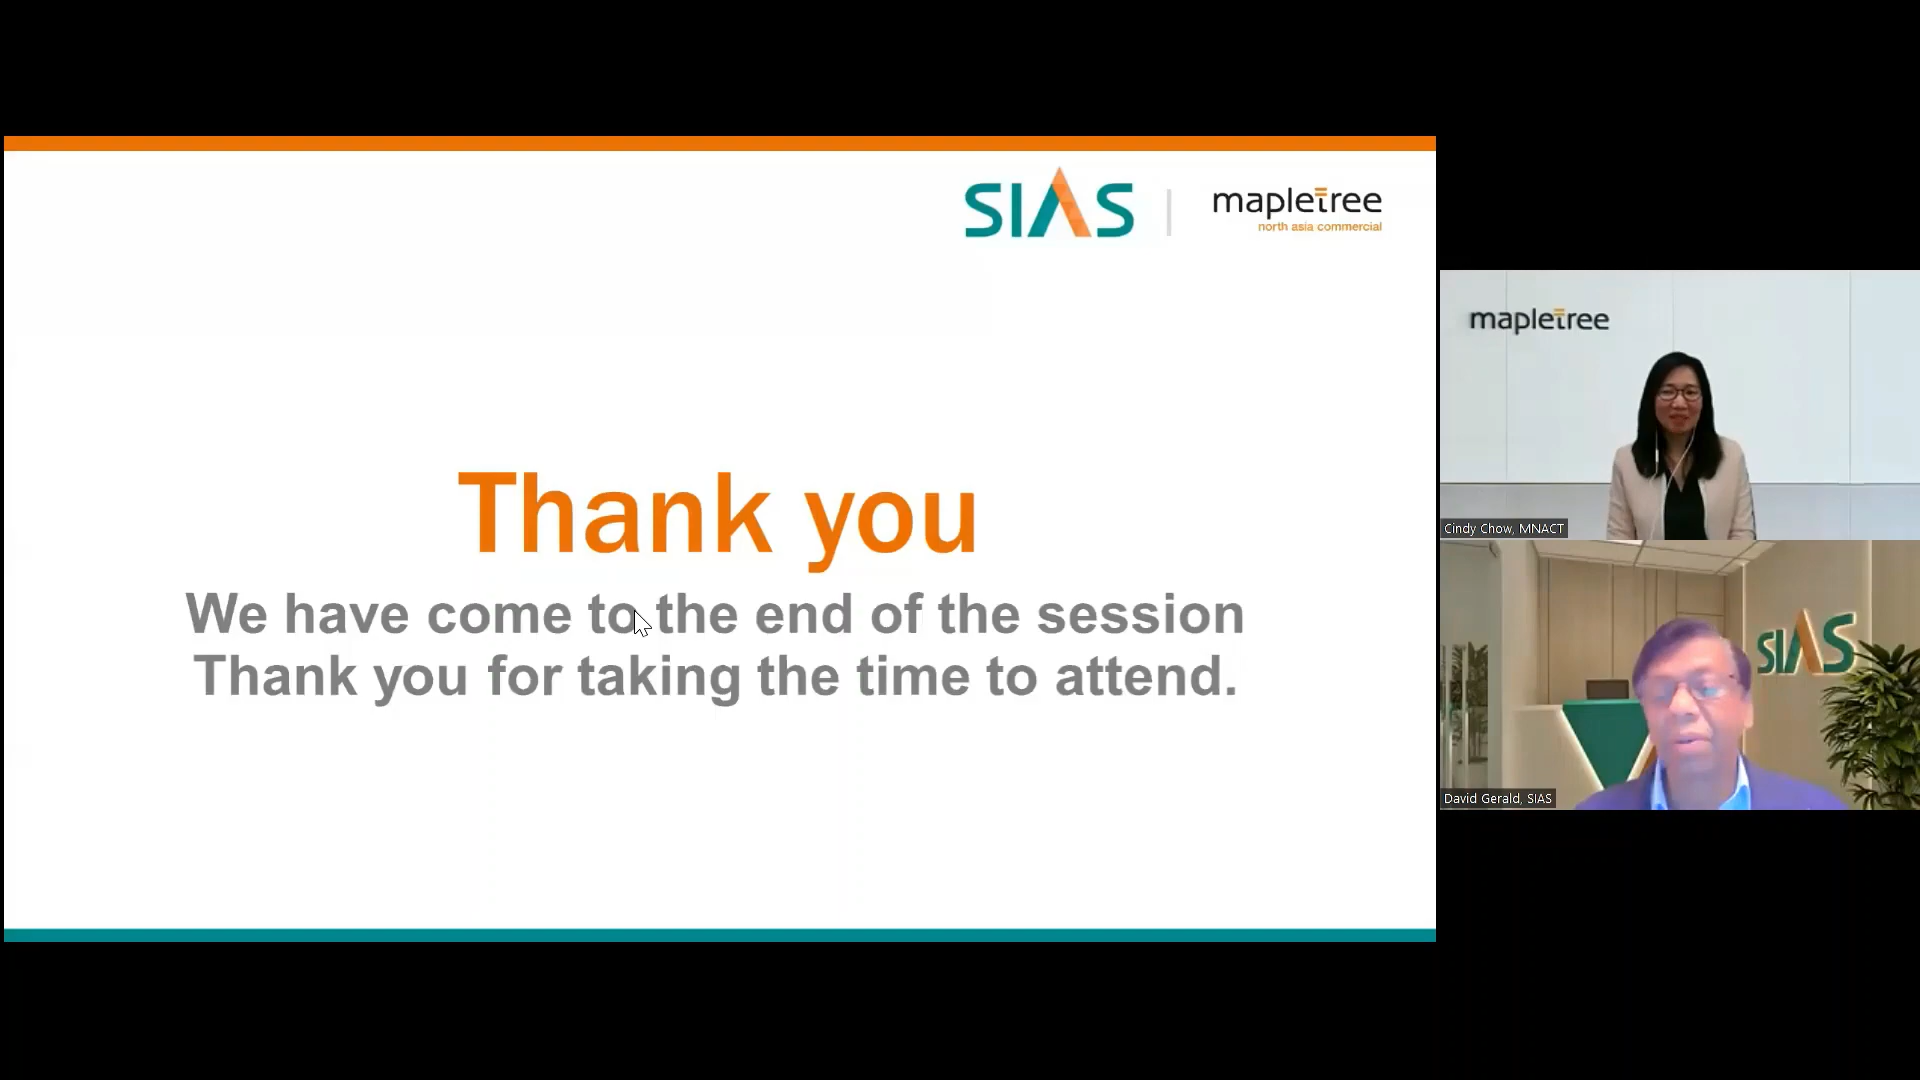 SIAS
mapletree
north asia commercial
Thank you
We have come to the end of the session
Thank you for taking the time to attend.
mapletree
Cindy Chow, MNACT
SIAS
David Gerald, SIAS